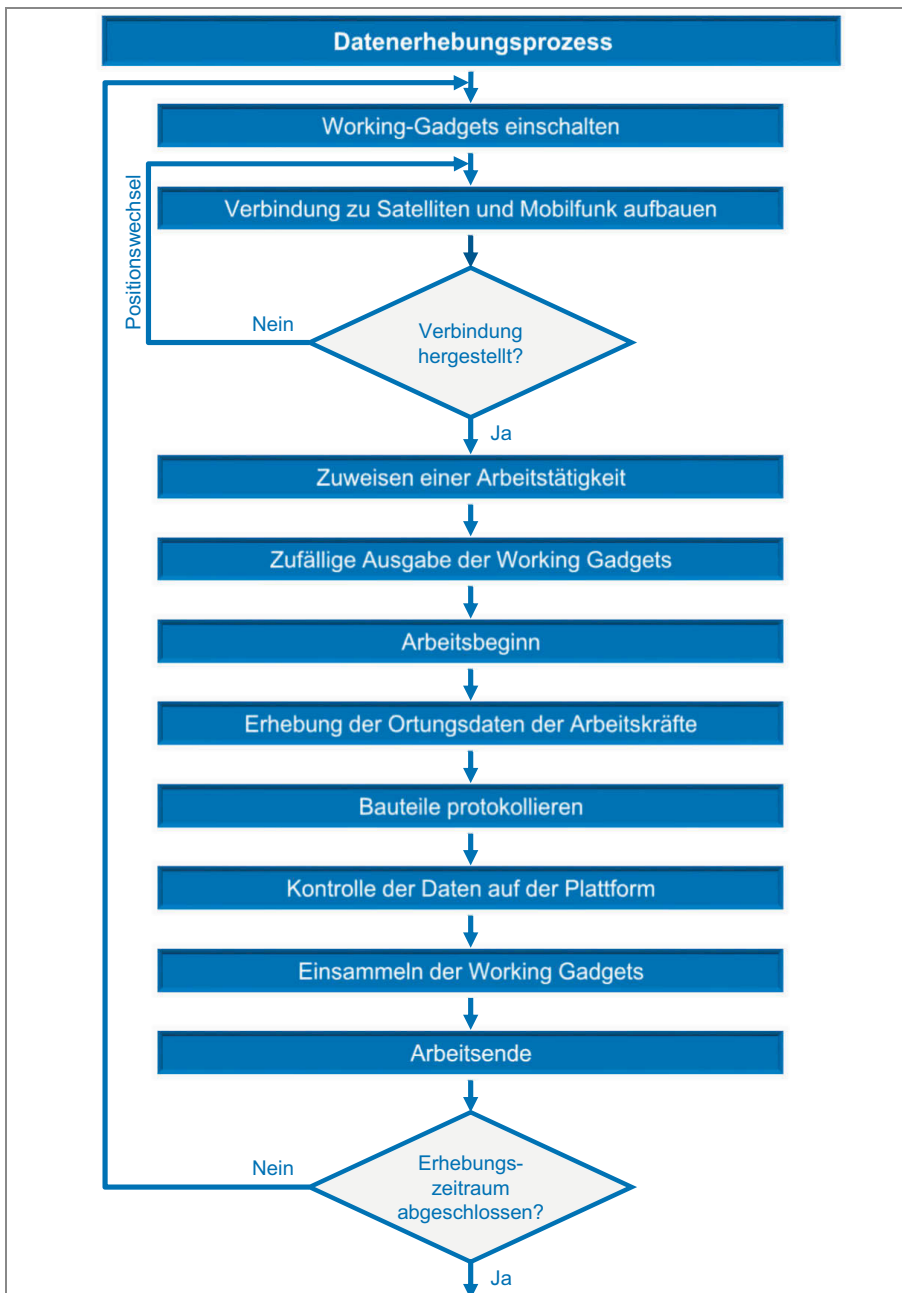 Datenerhebungsprozess
Working-Gadgets einschalten
Positionswechsel
Verbindung zu Satelliten und Mobilfunk aufbauen
Nein
Verbindung
hergestellt?
Ja
Zuweisen einer Arbeitstätigkeit
Zufällige Ausgabe der Working Gadgets
Arbeitsbeginn
Erhebung der Ortungsdaten der Arbeitskräfte
Bauteile protokollieren
Kontrolle der Daten auf der Plattform
Einsammeln der Working Gadgets
Arbeitsende
Nein
Erhebungs-
zeitraum
abgeschlossen?
Ja